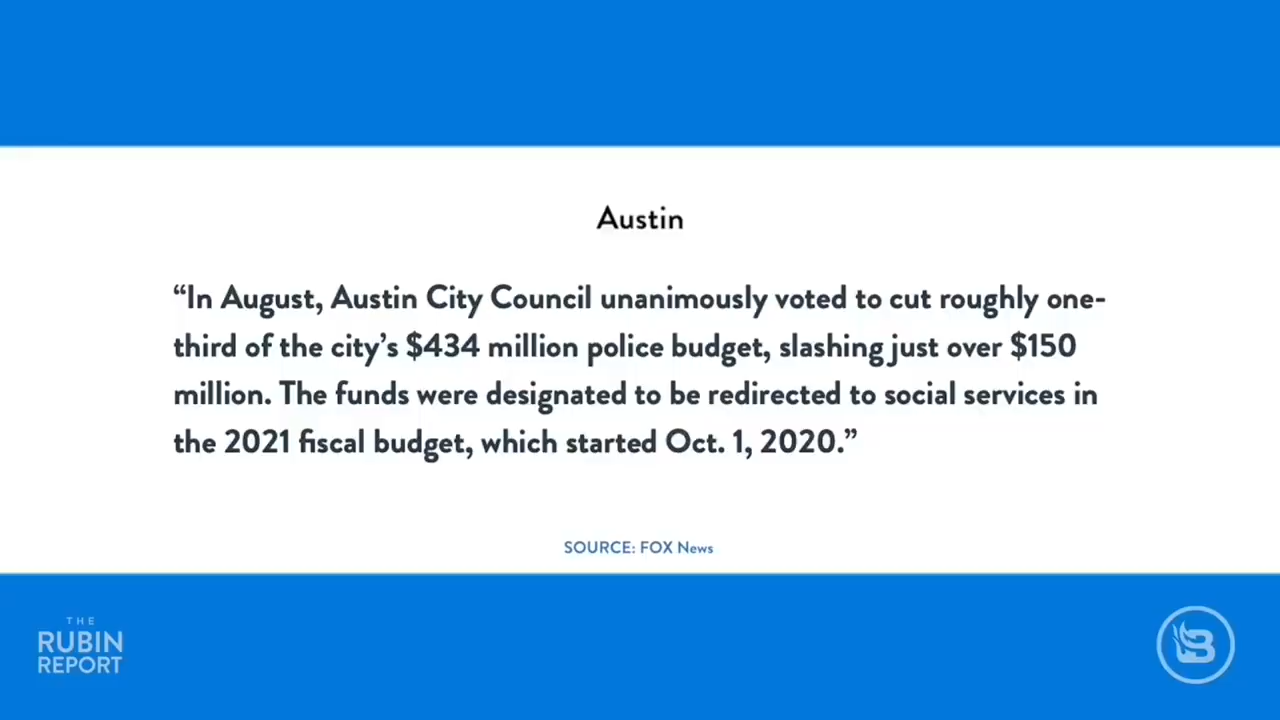 Austin
“In August, Austin City Council unanimously voted to cut roughly one-
third of the city’s $434 million police budget, slashing just over $150
million. The funds were designated to be redirected to social services in
the 2021 fiscal budget, which started Oct. 1, 2020.”
SOURCE: FOX News
THE
RUBIN
REPORT
B